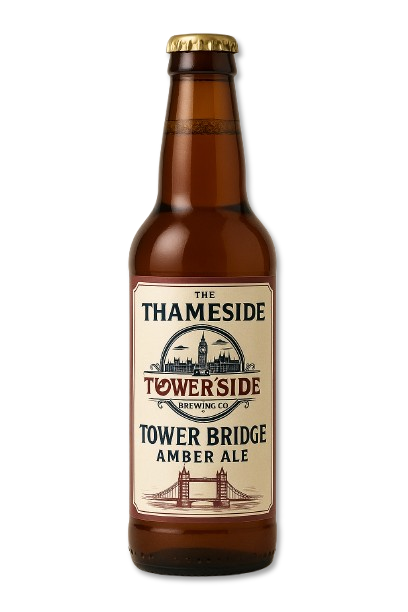 THE
THAMESIDE
TOWER'SIDE
BREWING CO
TOWER BRIDGE
AMBER ALE